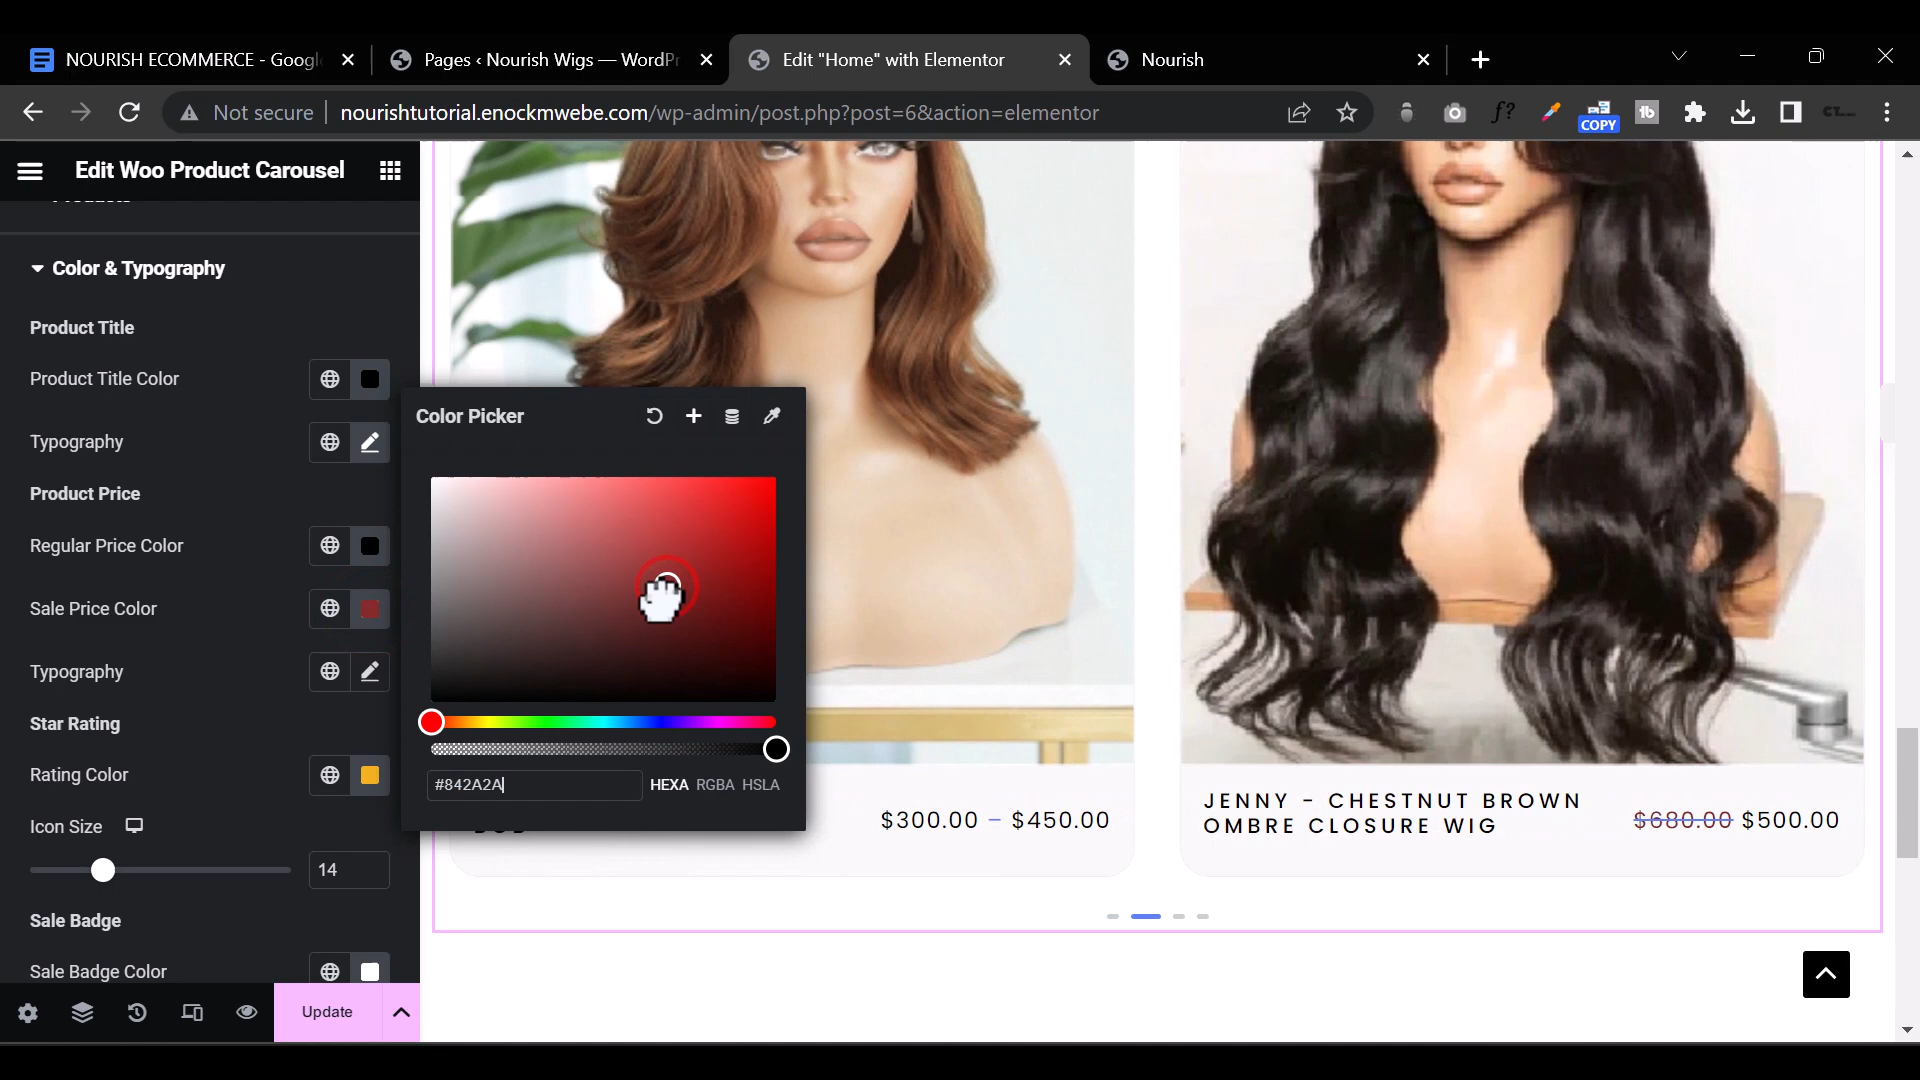 NOURISH ECOMMERCE - Googl
Pages ‹ Nourish Wigs — WordPr
Edit "Home" with Elementor
Nourish
Not secure
nourishtutorial.enockmwebe.com/wp-admin/post.php?post=6&action=elementor
f?
COPY
tb
Edit Woo Product Carousel
Color & Typography
Product Title
Product Title Color
Typography
Product Price
Regular Price Color
Sale Price Color
Typography
Star Rating
Rating Color
Icon Size
14
Sale Badge
Sale Badge Color
Update
Color Picker
#842A2A
HEXA RGBA HSLA
$300.00 – $450.00
JENNY - CHESTNUT BROWN
OMBRE CLOSURE WIG
$680.00 $500.00